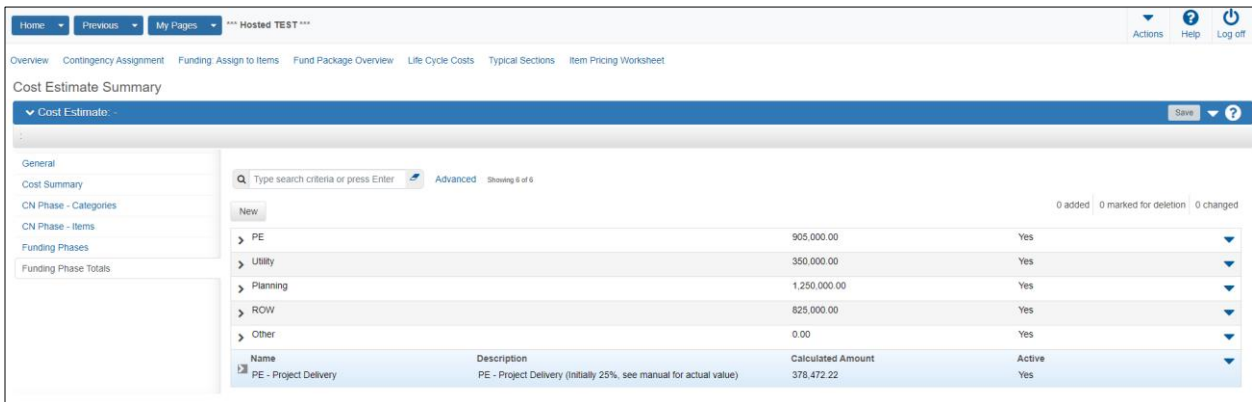 Home Previous My Pages *** Hosted TEST *** Actions Help Log off
Overview Contingency Assignment Funding: Assign to Items Fund Package Overview Life Cycle Costs Typical Sections Item Pricing Worksheet
Cost Estimate Summary
Cost Estimate: - Save
:
General
Cost Summary
CN Phase - Categories
CN Phase - Items
Funding Phases
Funding Phase Totals
Type search criteria or press Enter Advanced Showing 6 of 6
New 0 added 0 marked for deletion 0 changed
PE 905,000.00 Yes
Utility 350,000.00 Yes
Planning 1,250,000.00 Yes
ROW 825,000.00 Yes
Other 0.00 Yes
Name Description Calculated Amount Active
PE - Project Delivery PE - Project Delivery (Initially 25%, see manual for actual value) 378,472.22 Yes